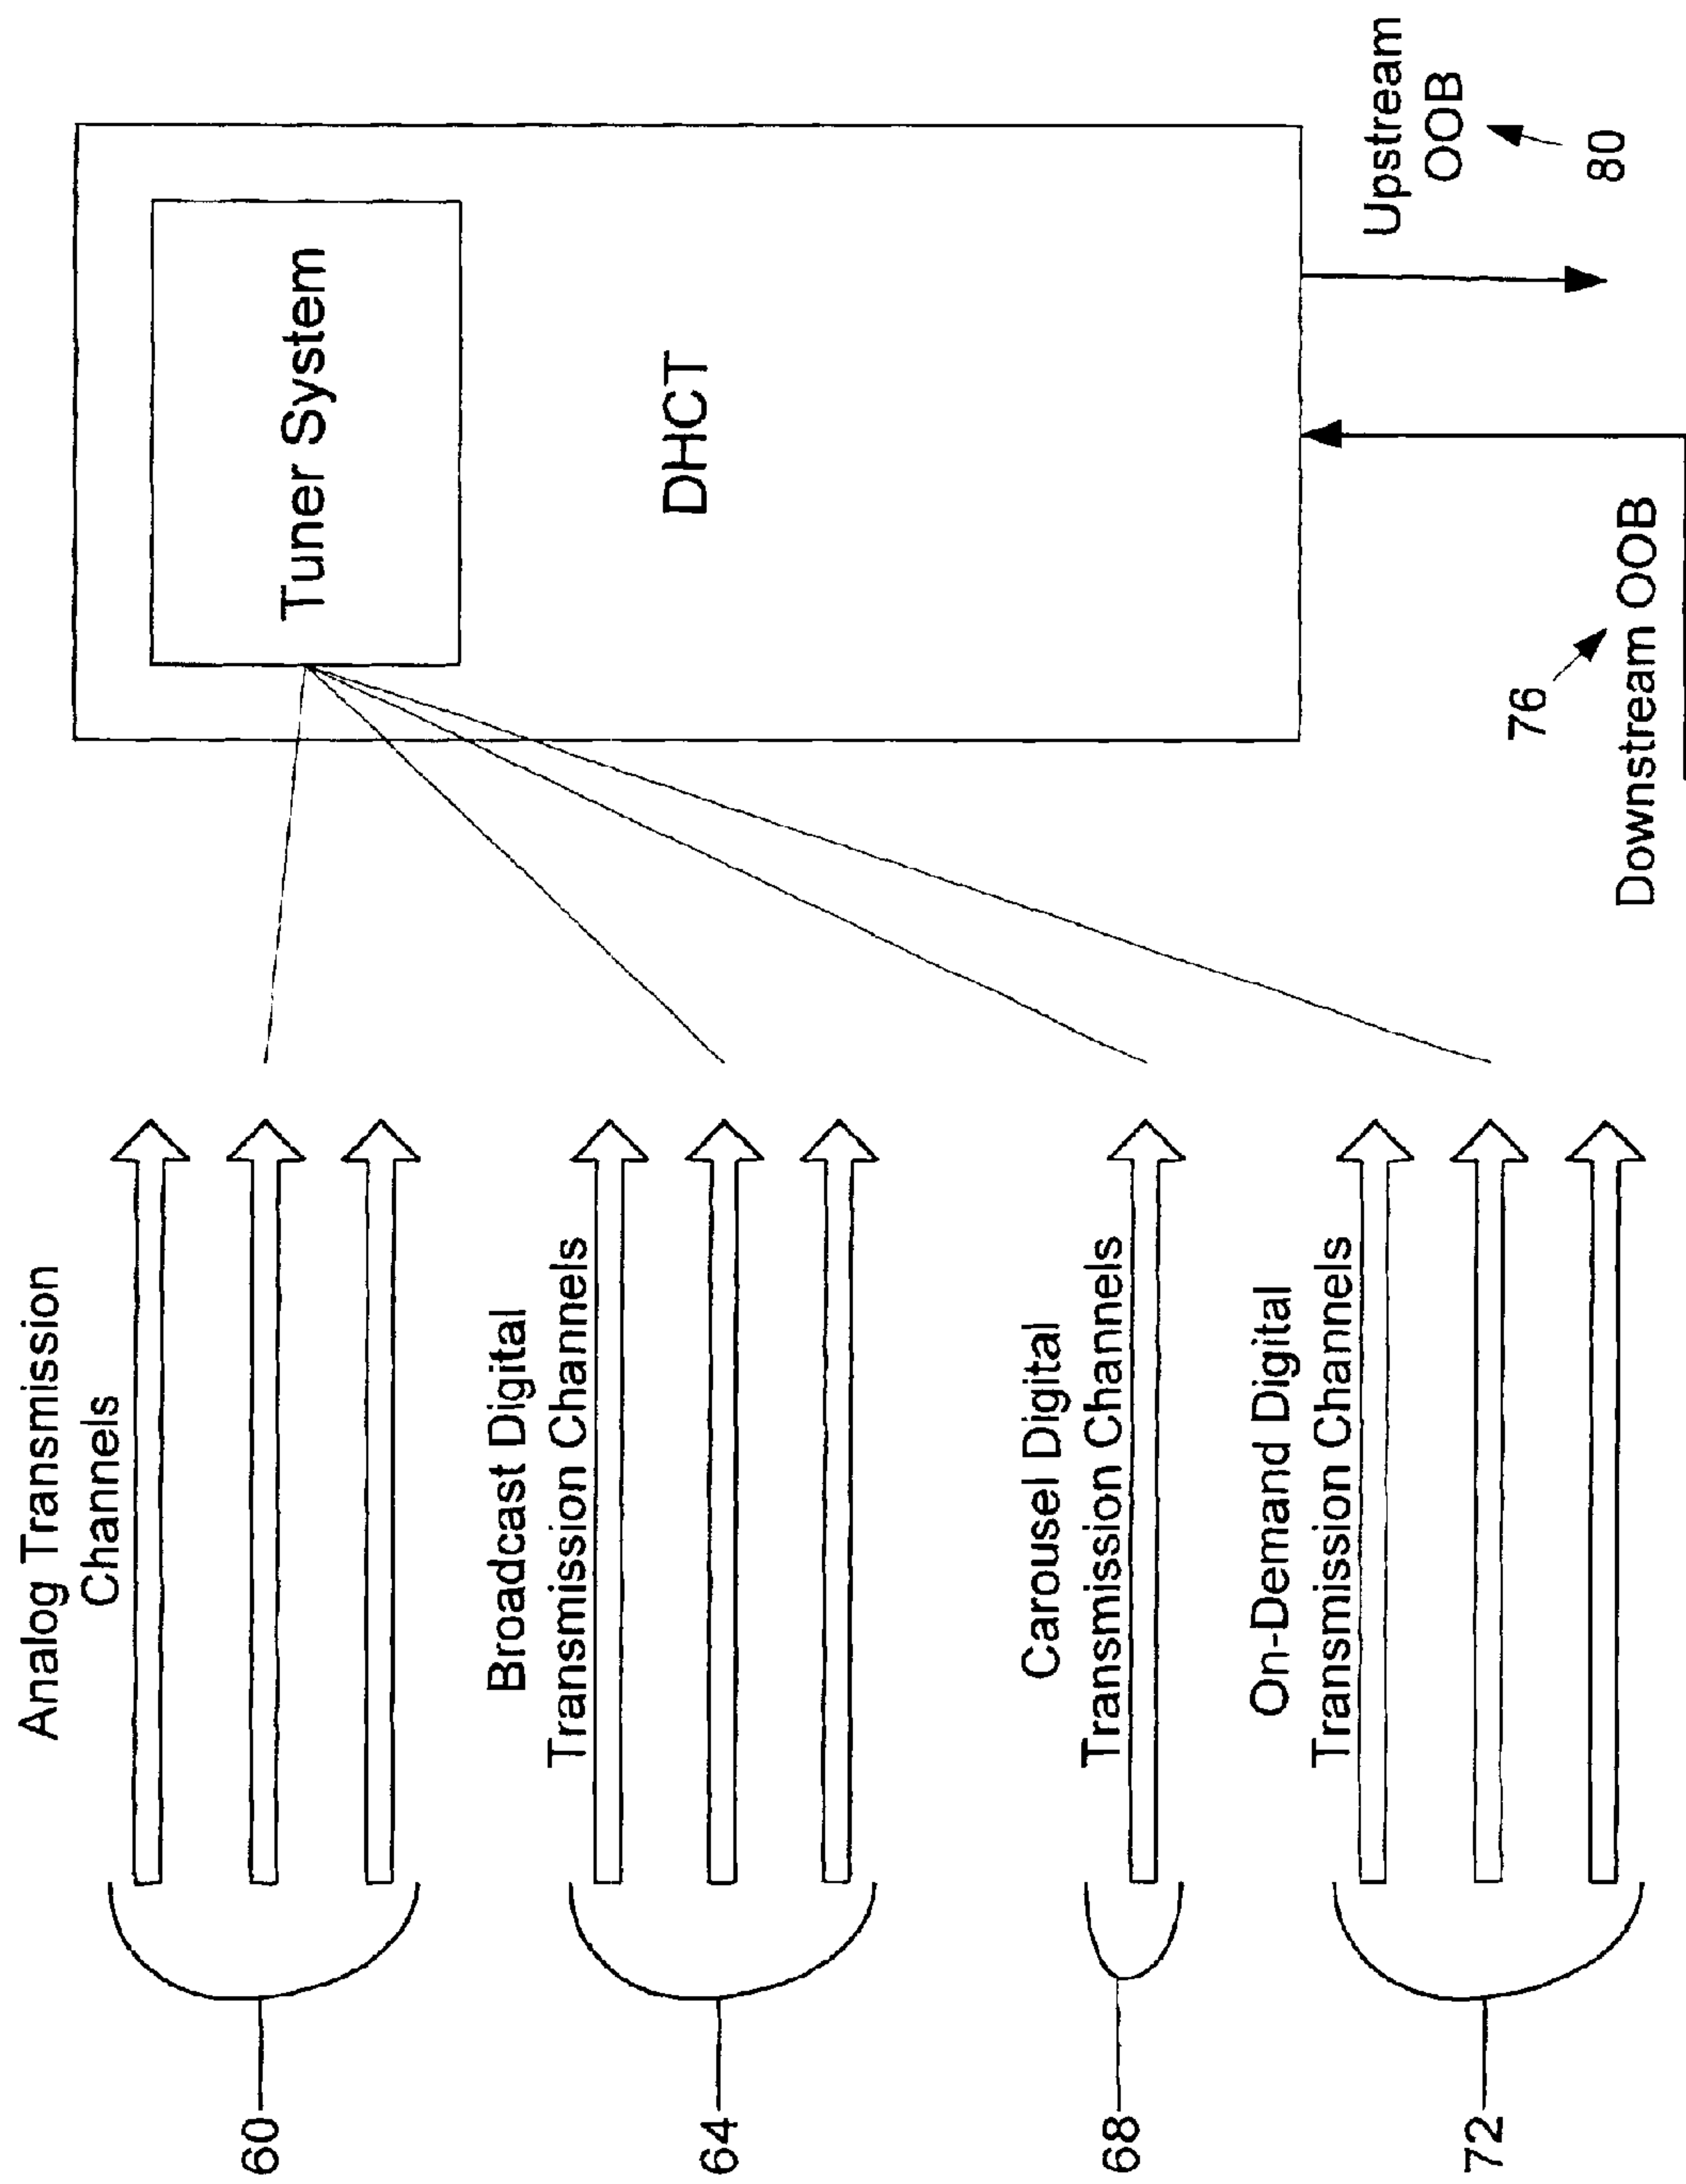 Analog Transmission
Channels
60
Broadcast Digital
Transmission Channels
64
Carousel Digital
Transmission Channels
68
On-Demand Digital
Transmission Channels
72
Tuner System
DHCT
76
Downstream OOB
Upstream
OOB
80